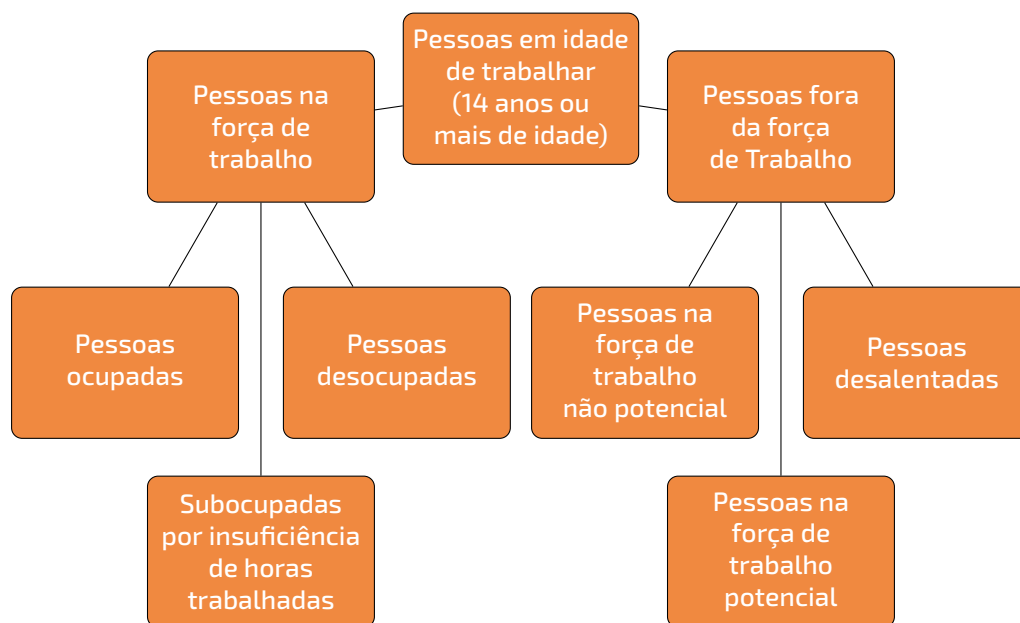 Pessoas em idade
de trabalhar
(14 anos ou
mais de idade)
Pessoas na
força de
trabalho
Pessoas fora
da força
de Trabalho
Pessoas
ocupadas
Pessoas
desocupadas
Pessoas na
força de
trabalho
não potencial
Pessoas
desalentadas
Subocupadas
por insuficiência
de horas
trabalhadas
Pessoas na
força de
trabalho
potencial